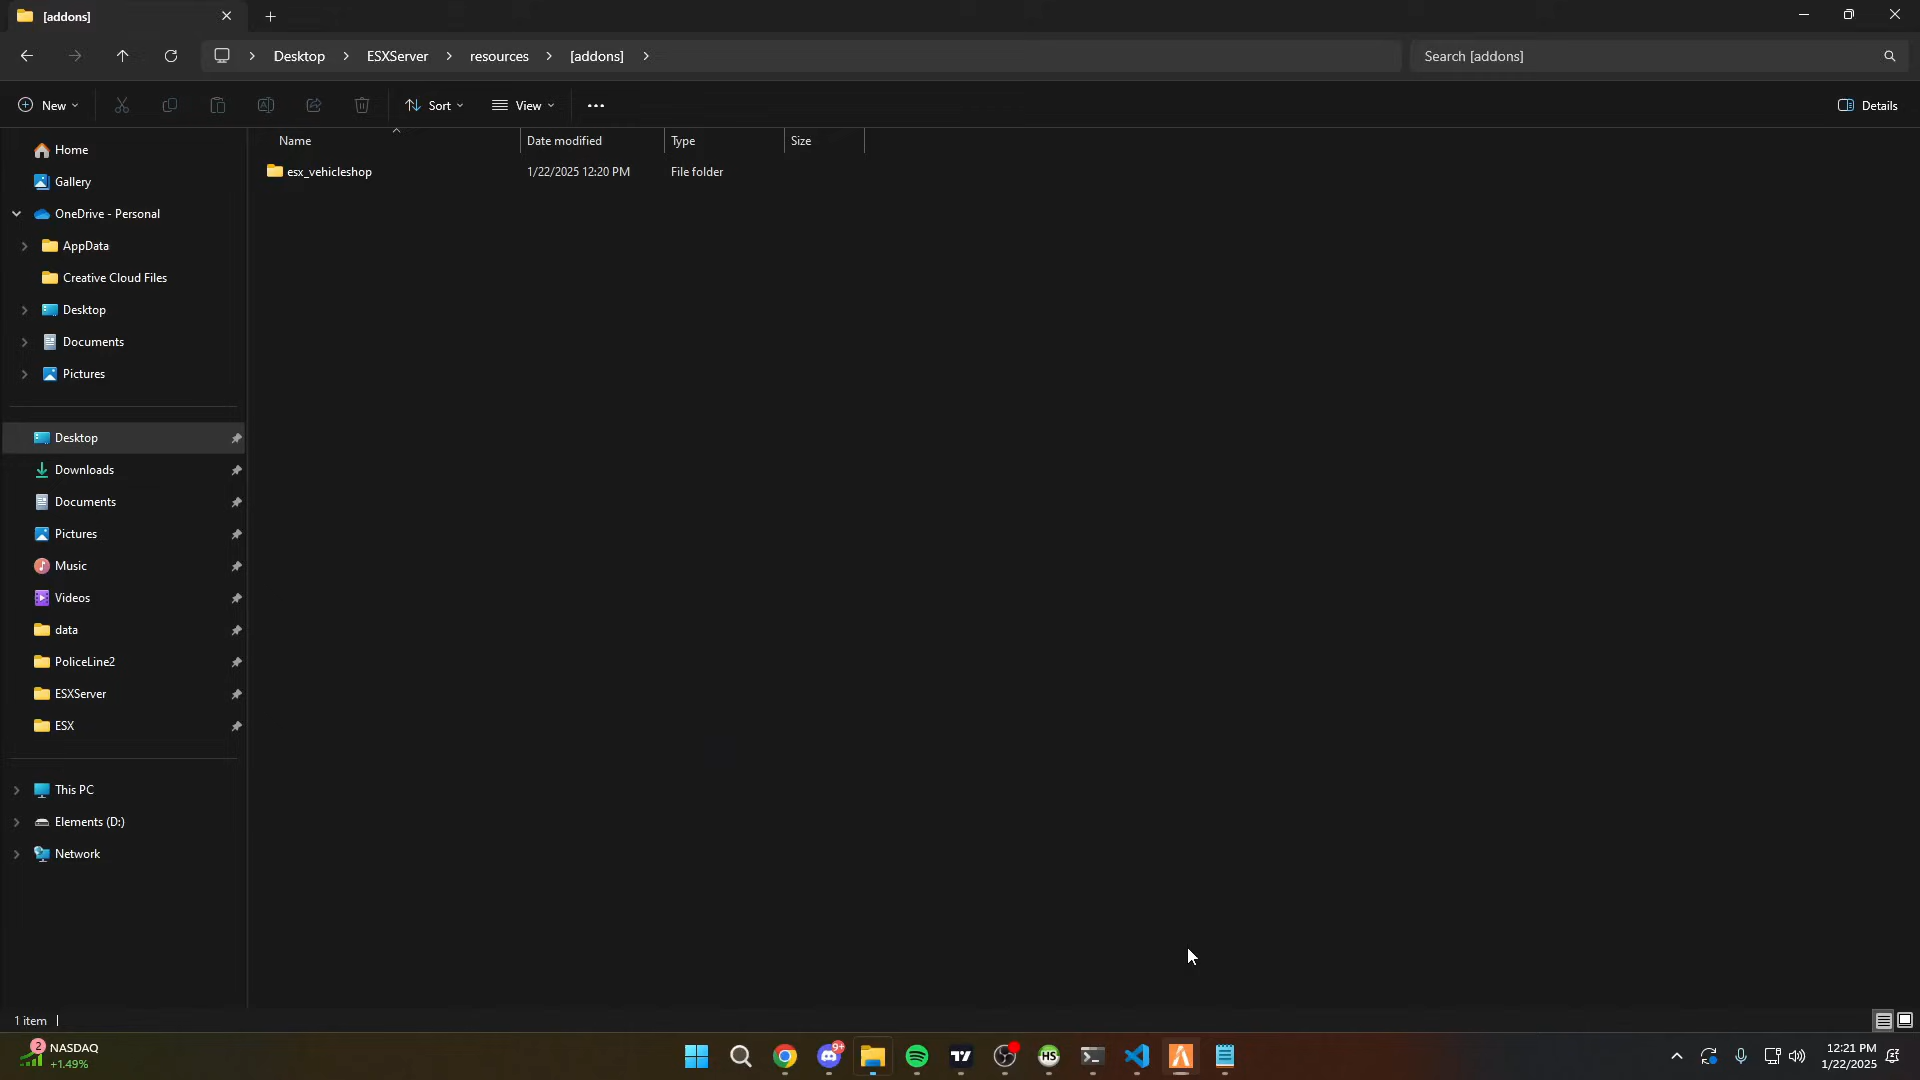 [addons]
Desktop
ESXServer
resources
[addons]
Search [addons]
New
Sort
View
Details
Name
Date modified
Type
Size
esx_vehicleshop
1/22/2025 12:20 PM
File folder
Home
Gallery
OneDrive - Personal
AppData
Creative Cloud Files
Desktop
Documents
Pictures
Desktop
Downloads
Documents
Pictures
Music
Videos
data
PoliceLine2
ESXServer
ESX
This PC
Elements (D:)
Network
1 item
2
NASDAQ
+1.49%
9+
HS
12:21 PM
1/22/2025